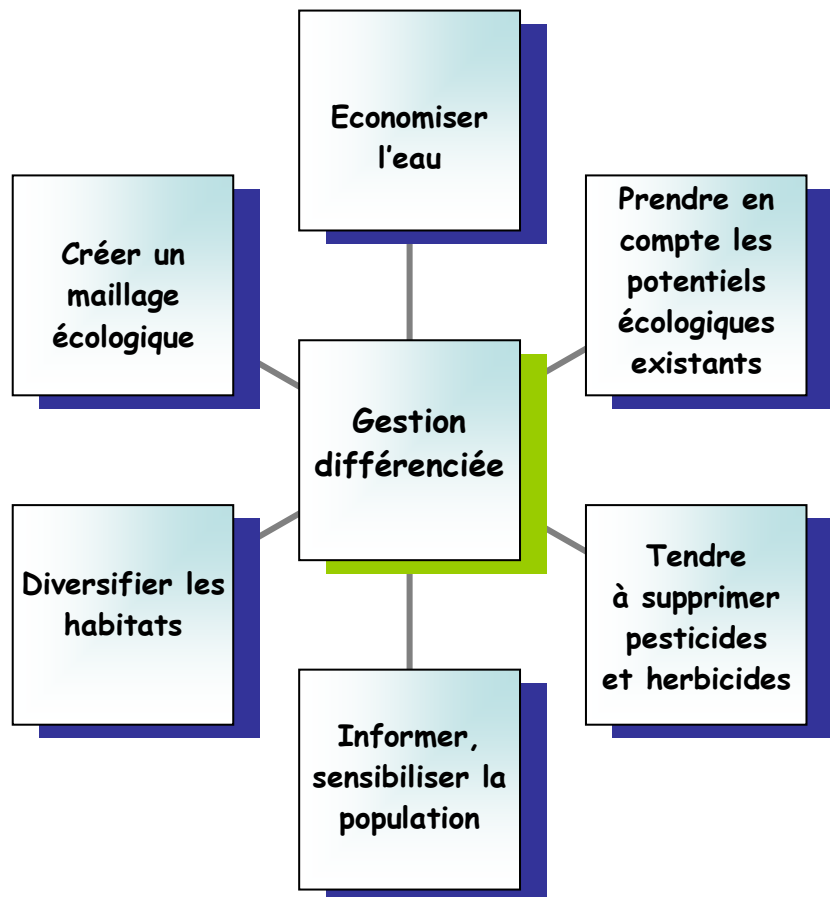 Economiser
l'eau
Prendre en
compte les
potentiels
écologiques
existants
Créer un
maillage
écologique
Gestion
différenciée
Tendre
à supprimer
pesticides
et herbicides
Diversifier les
habitats
Informer,
sensibiliser la
population